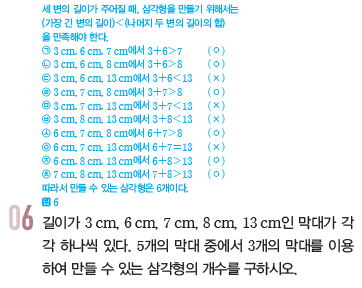 세 변의 길이가 주어질 때, 삼각형을 만들기 위해서는
(가장 긴 변의 길이)<(나머지 두 변의 길이의 합)
을 만족해야 한다.
㉠ 3 cm, 6 cm, 7 cm에서 3+6>7 (○)
㉡ 3 cm, 6 cm, 8 cm에서 3+6>8 (○)
㉢ 3 cm, 6 cm, 13 cm에서 3+6<13 (×)
㉣ 3 cm, 7 cm, 8 cm에서 3+7>8 (○)
㉤ 3 cm, 7 cm, 13 cm에서 3+7<13 (×)
㉥ 3 cm, 8 cm, 13 cm에서 3+8<13 (×)
㉦ 6 cm, 7 cm, 8 cm에서 6+7>8 (○)
㉧ 6 cm, 7 cm, 13 cm에서 6+7=13 (×)
㉨ 6 cm, 8 cm, 13 cm에서 6+8>13 (○)
㉩ 7 cm, 8 cm, 13 cm에서 7+8>13 (○)
따라서 만들 수 있는 삼각형은 6개이다.
답 6
06 길이가 3 cm, 6 cm, 7 cm, 8 cm, 13 cm인 막대가 각
각 하나씩 있다. 5개의 막대 중에서 3개의 막대를 이용
하여 만들 수 있는 삼각형의 개수를 구하시오.